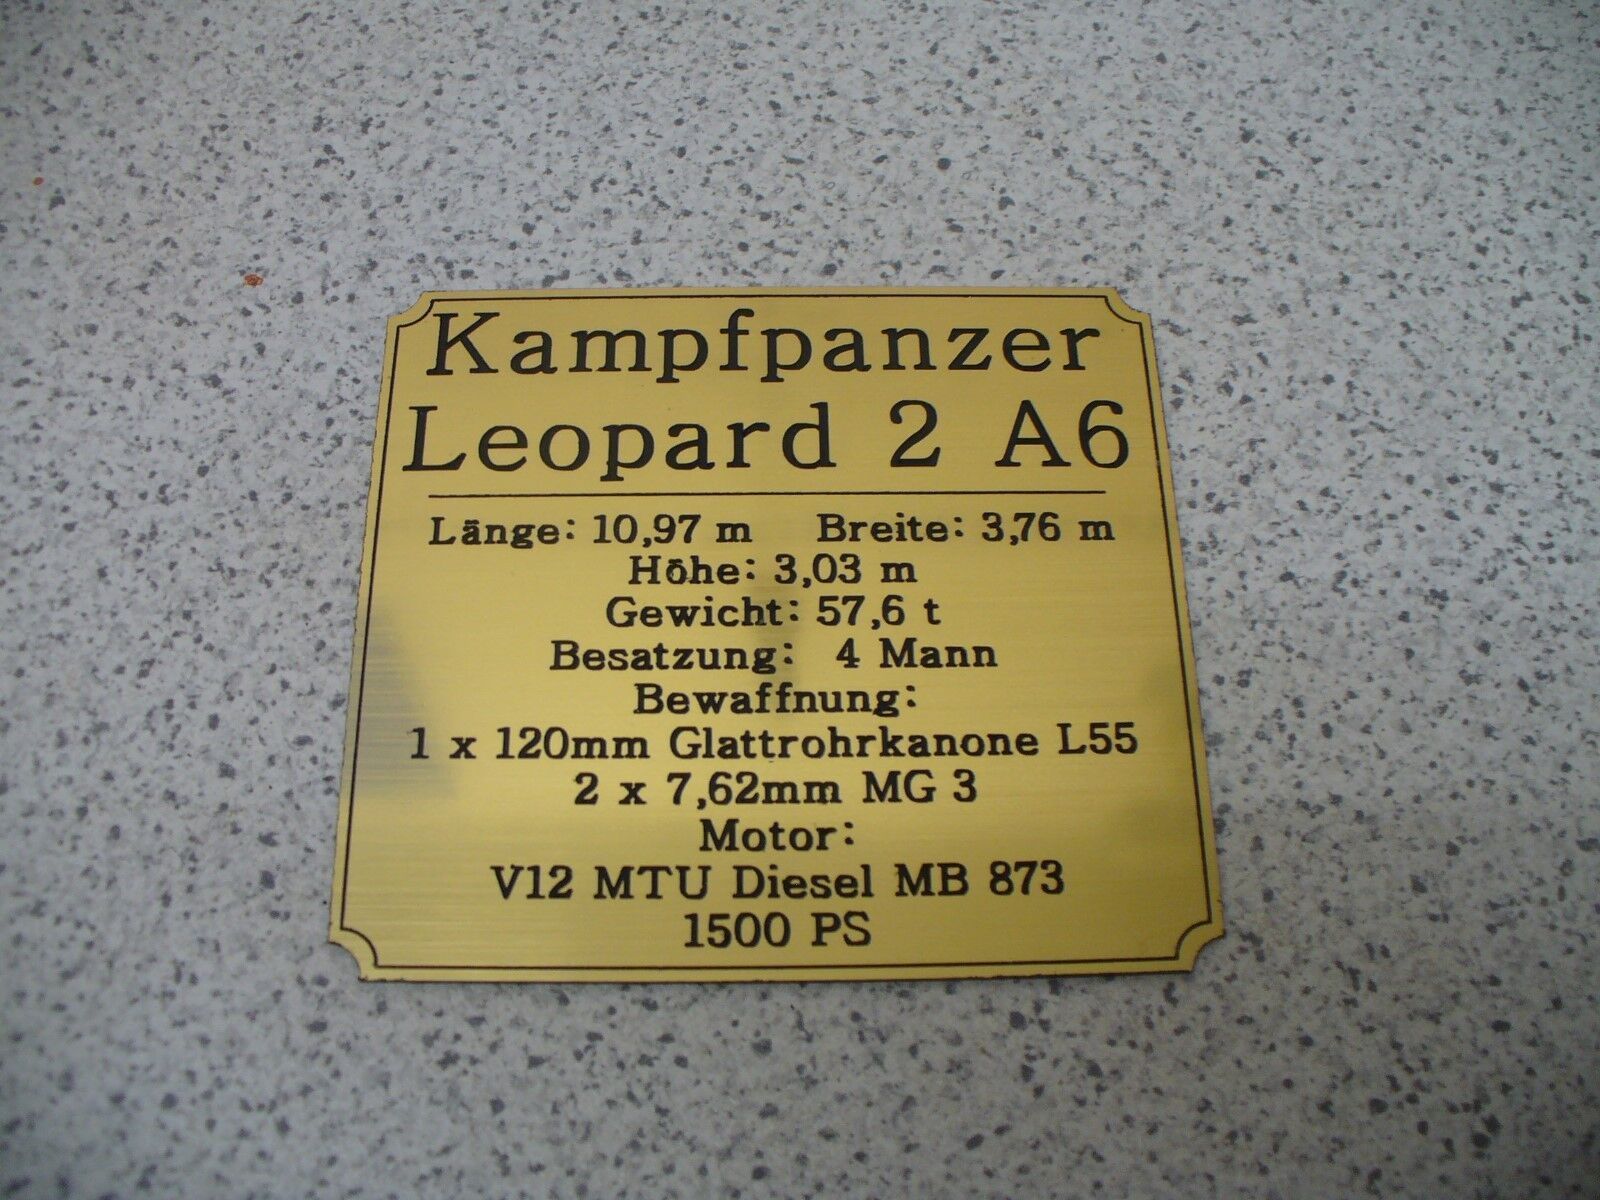 Kampfpanzer
Leopard 2 A6
Länge: 10,97 m Breite: 3,76 m
Höhe: 3,03 m
Gewicht: 57,6 t
Besatzung: 4 Mann
Bewaffnung:
1 x 120mm Glattrohrkanone L55
2 x 7,62mm MG 3
Motor:
V12 MTU Diesel MB 873
1500 PS